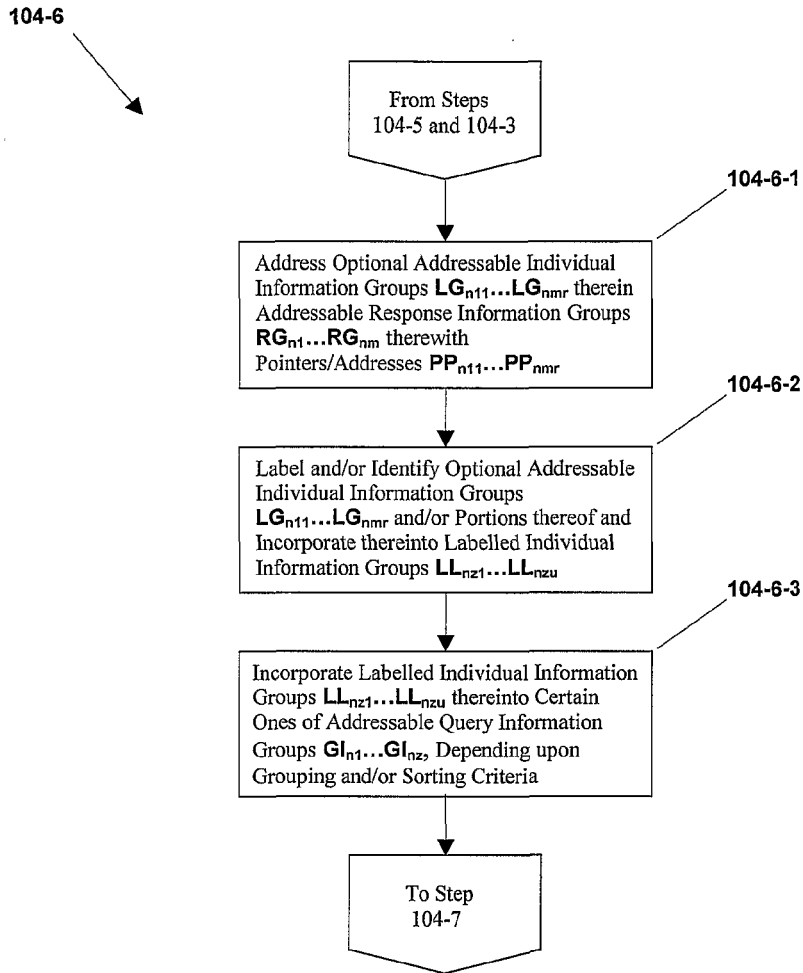 104-6
From Steps
104-5 and 104-3
104-6-1
Address Optional Addressable Individual
Information Groups LGn11...LGnmr therein
Addressable Response Information Groups
RGn1...RGnm therewith
Pointers/Addresses PPn11...PPnmr
104-6-2
Label and/or Identify Optional Addressable
Individual Information Groups
LGn11...LGnmr and/or Portions thereof and
Incorporate thereinto Labelled Individual
Information Groups LLnz1...LLnzu
104-6-3
Incorporate Labelled Individual Information
Groups LLnz1...LLnzu thereinto Certain
Ones of Addressable Query Information
Groups GIn1...GInz, Depending upon
Grouping and/or Sorting Criteria
To Step
104-7